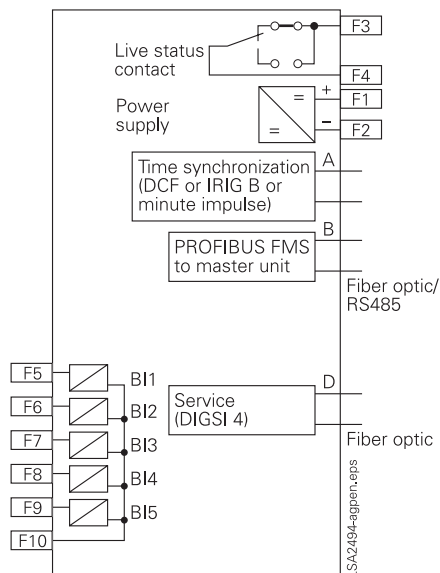 F3
Live status
contact
F4
+
F1
Power
supply
=
=
–
F2
Time synchronization
(DCF or IRIG B or
minute impulse)
A
PROFIBUS FMS
to master unit
B
Fiber optic/
RS485
F5
BI1
F6
BI2
F7
BI3
F8
BI4
F9
BI5
F10
Service
(DIGSI 4)
D
Fiber optic
LSA2494-agpen.eps